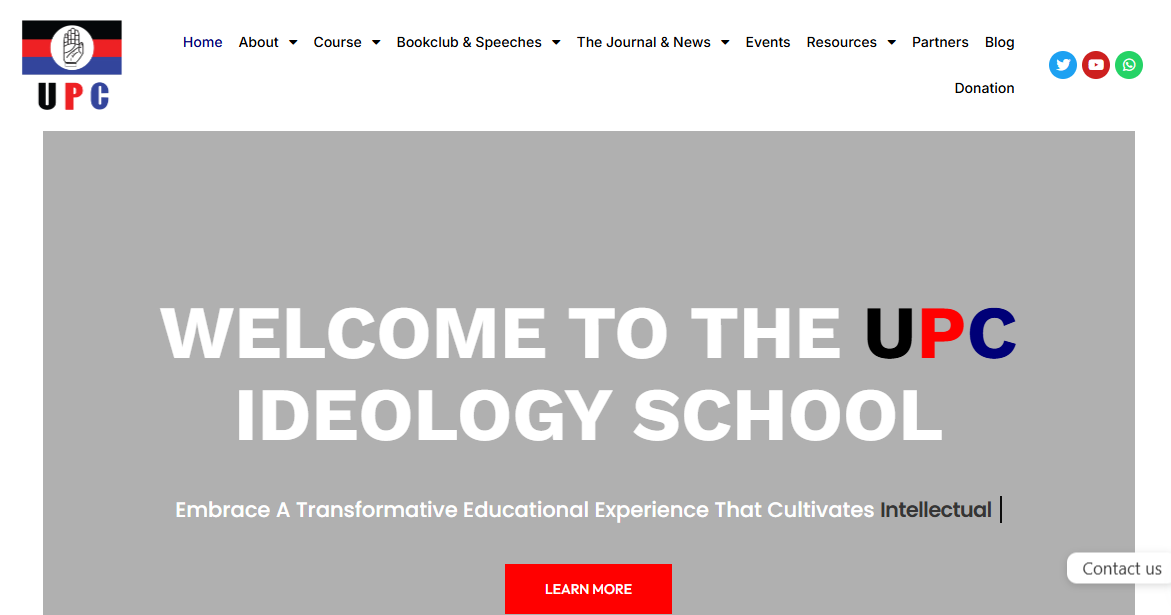 UPC
Home About Course Bookclub & Speeches The Journal & News Events Resources Partners Blog
Donation
WELCOME TO THE UPC
IDEOLOGY SCHOOL
Embrace A Transformative Educational Experience That Cultivates Intellectual
LEARN MORE
Contact us